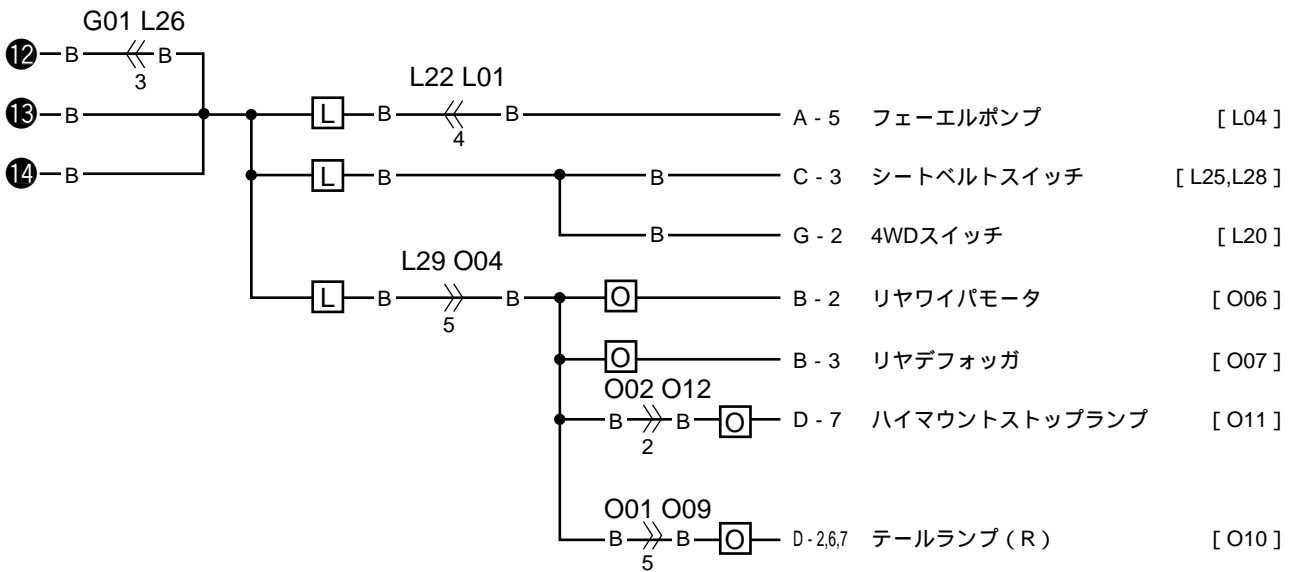 G01 L26
⓬ B B
3
L22 L01
⓭ B L B B A - 5 フェーエルポンプ [ L04 ]
4
⓮ B L B B C - 3 シートベルトスイッチ [ L25,L28 ]
B G - 2 4WDスイッチ [ L20 ]
L29 O04
L B B O B - 2 リヤワイパモータ [ O06 ]
5
O B - 3 リヤデフォッガ [ O07 ]
O02 O12
B B O D - 7 ハイマウントストップランプ [ O11 ]
2
O01 O09
B B O D - 2,6,7 テールランプ ( R ) [ O10 ]
5